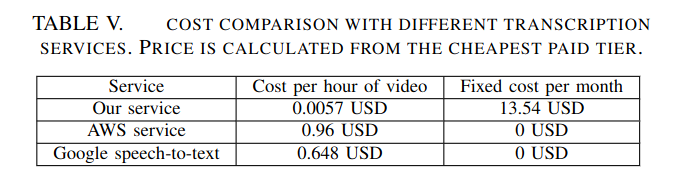 TABLE V. COST COMPARISON WITH DIFFERENT TRANSCRIPTION
SERVICES. PRICE IS CALCULATED FROM THE CHEAPEST PAID TIER.
Service Cost per hour of video Fixed cost per month
Our service 0.0057 USD 13.54 USD
AWS service 0.96 USD 0 USD
Google speech-to-text 0.648 USD 0 USD